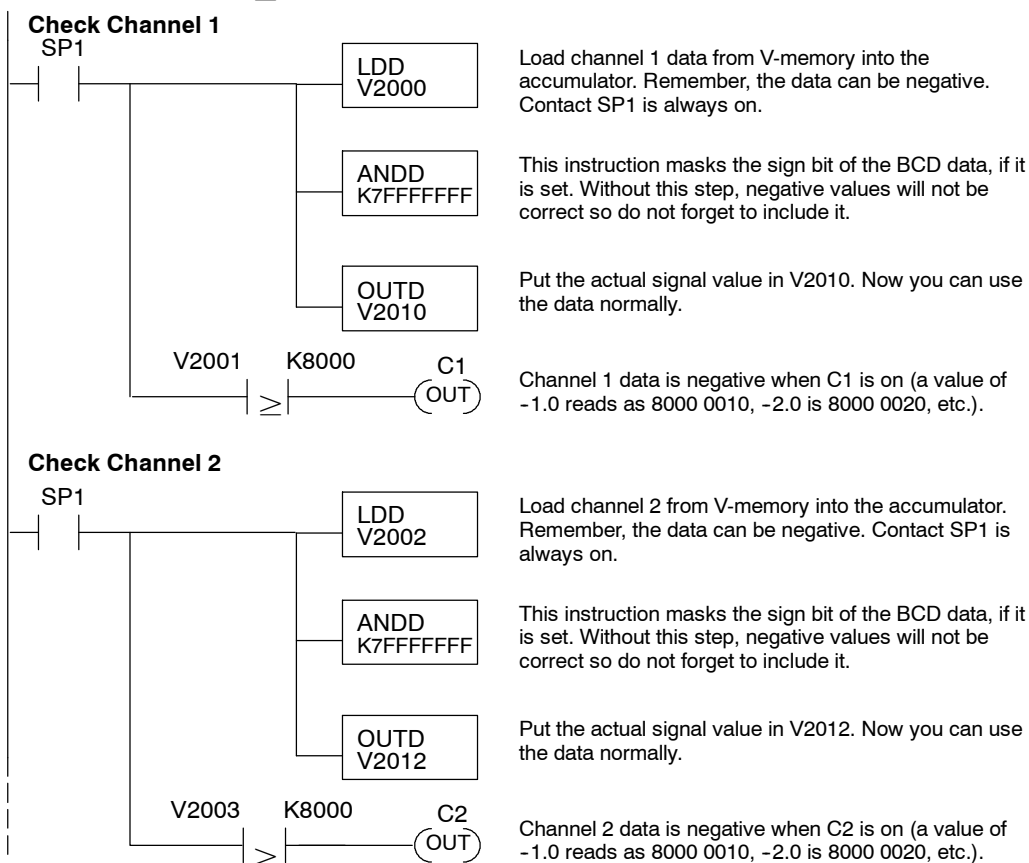 Check Channel 1
SP1
LDD
V2000
Load channel 1 data from V-memory into the
accumulator. Remember, the data can be negative.
Contact SP1 is always on.
ANDD
K7FFFFFFF
This instruction masks the sign bit of the BCD data, if it
is set. Without this step, negative values will not be
correct so do not forget to include it.
OUTD
V2010
Put the actual signal value in V2010. Now you can use
the data normally.
V2001 K8000 C1
≥ OUT
Channel 1 data is negative when C1 is on (a value of
--1.0 reads as 8000 0010, --2.0 is 8000 0020, etc.).
Check Channel 2
SP1
LDD
V2002
Load channel 2 from V-memory into the accumulator.
Remember, the data can be negative. Contact SP1 is
always on.
ANDD
K7FFFFFFF
This instruction masks the sign bit of the BCD data, if it
is set. Without this step, negative values will not be
correct so do not forget to include it.
OUTD
V2012
Put the actual signal value in V2012. Now you can use
the data normally.
V2003 K8000 C2
> OUT
Channel 2 data is negative when C2 is on (a value of
--1.0 reads as 8000 0010, --2.0 is 8000 0020, etc.).